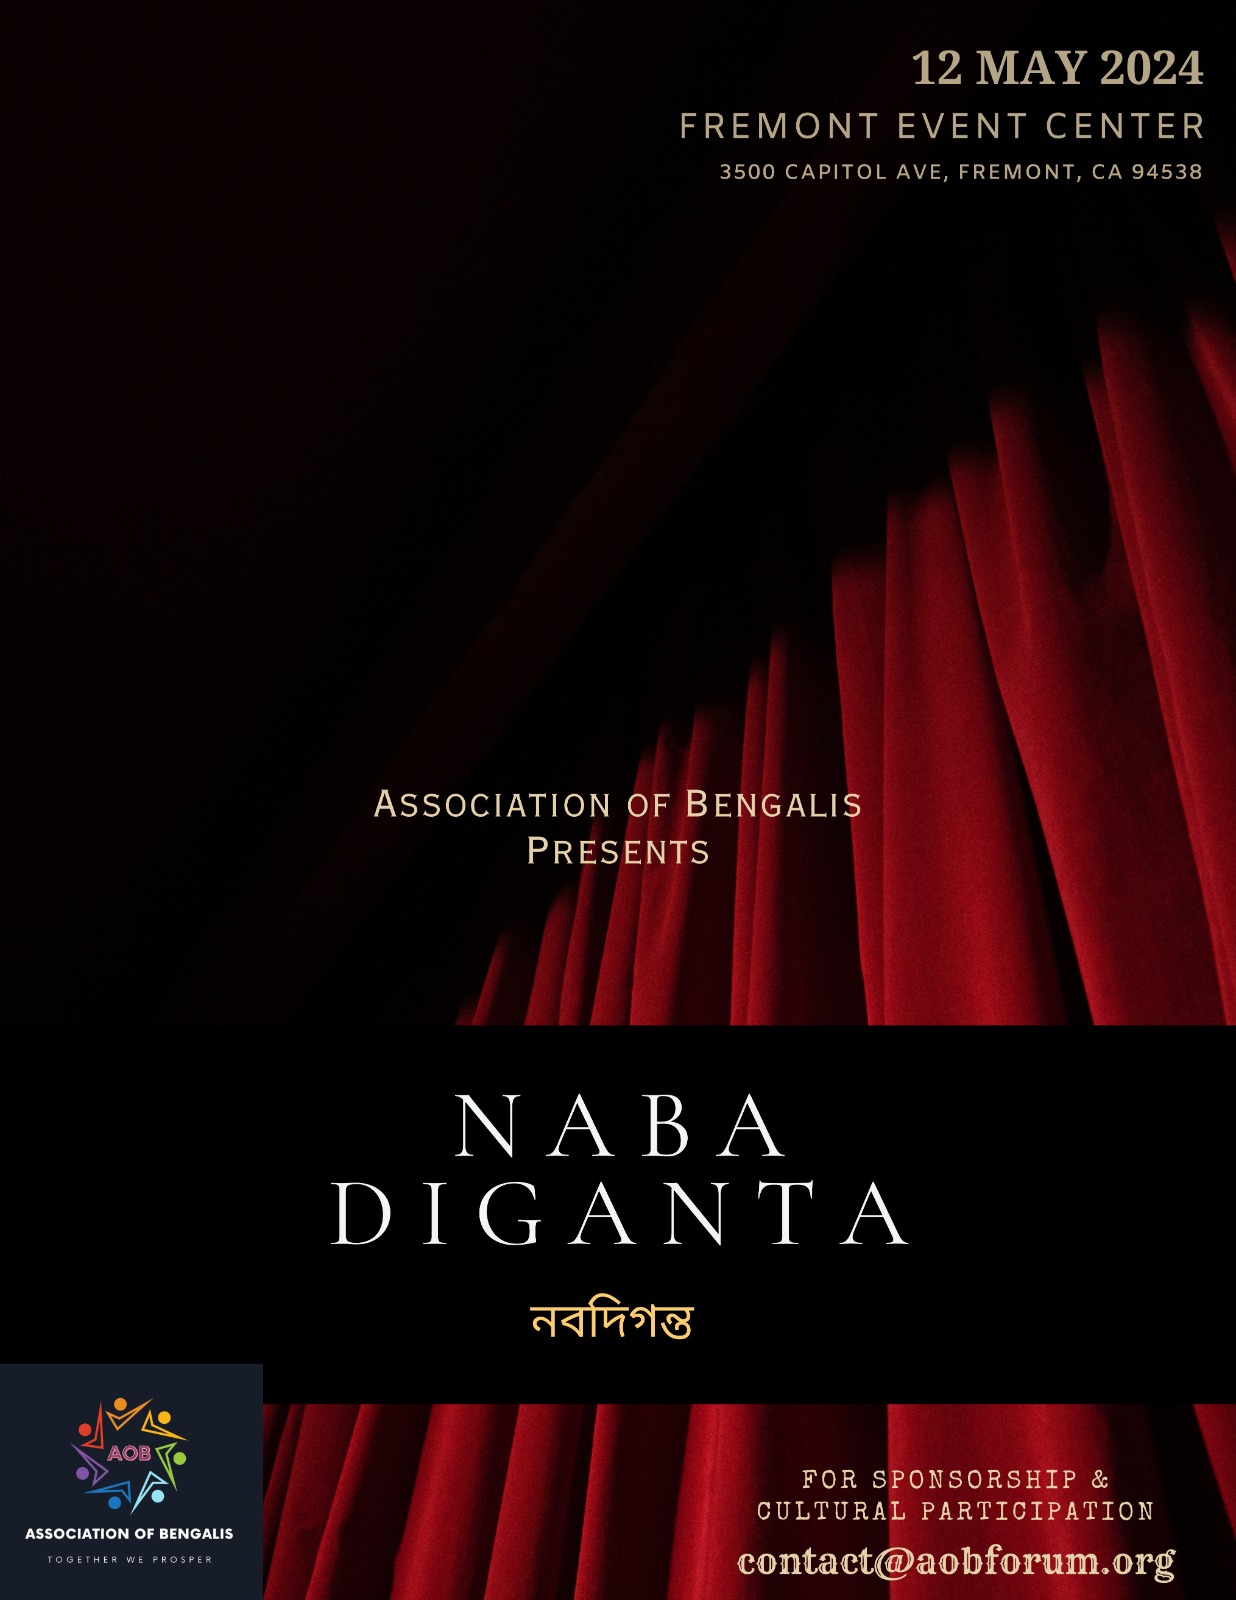 12 MAY 2024
FREMONT EVENT CENTER
3500 CAPITOL AVE, FREMONT, CA 94538
ASSOCIATION OF BENGALIS
PRESENTS
NABA
DIGANTA
নবদিগন্ত
AOB
ASSOCIATION OF BENGALIS
TOGETHER WE PROSPER
FOR SPONSORSHIP &
CULTURAL PARTICIPATION
contact@aobforum.org